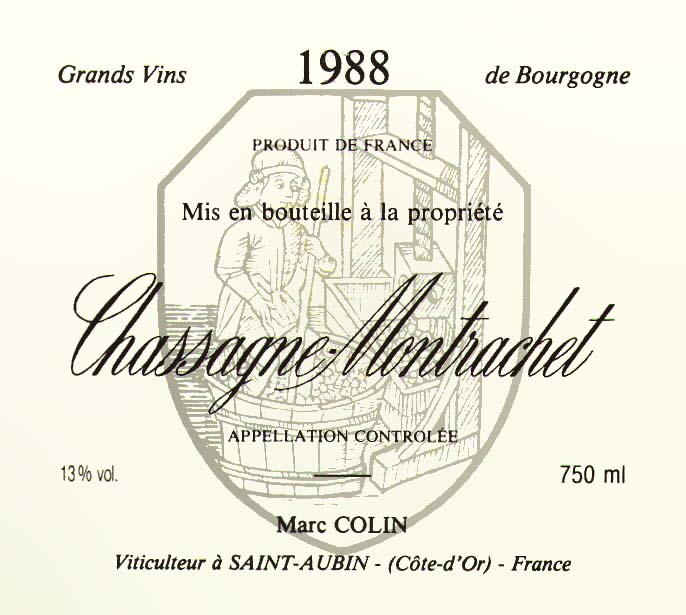 Grands Vins 1988 de Bourgogne
PRODUIT DE FRANCE
Mis en bouteille à la propriété
Chassagne-Montrachet
APPELLATION CONTROLÉE
13% vol. 750 ml
Marc COLIN
Viticulteur à SAINT-AUBIN - (Côte-d'Or) - France